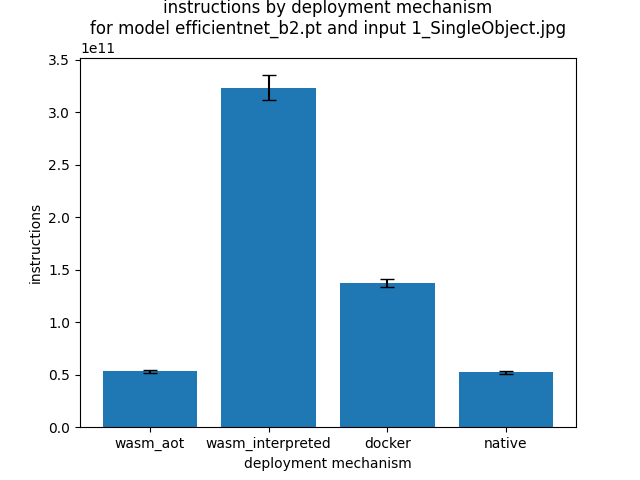 instructions by deployment mechanism
for model efficientnet_b2.pt and input 1_SingleObject.jpg
1e11
3.5
3.0
2.5
2.0
1.5
1.0
0.5
0.0
instructions
wasm_aot wasm_interpreted docker native
deployment mechanism